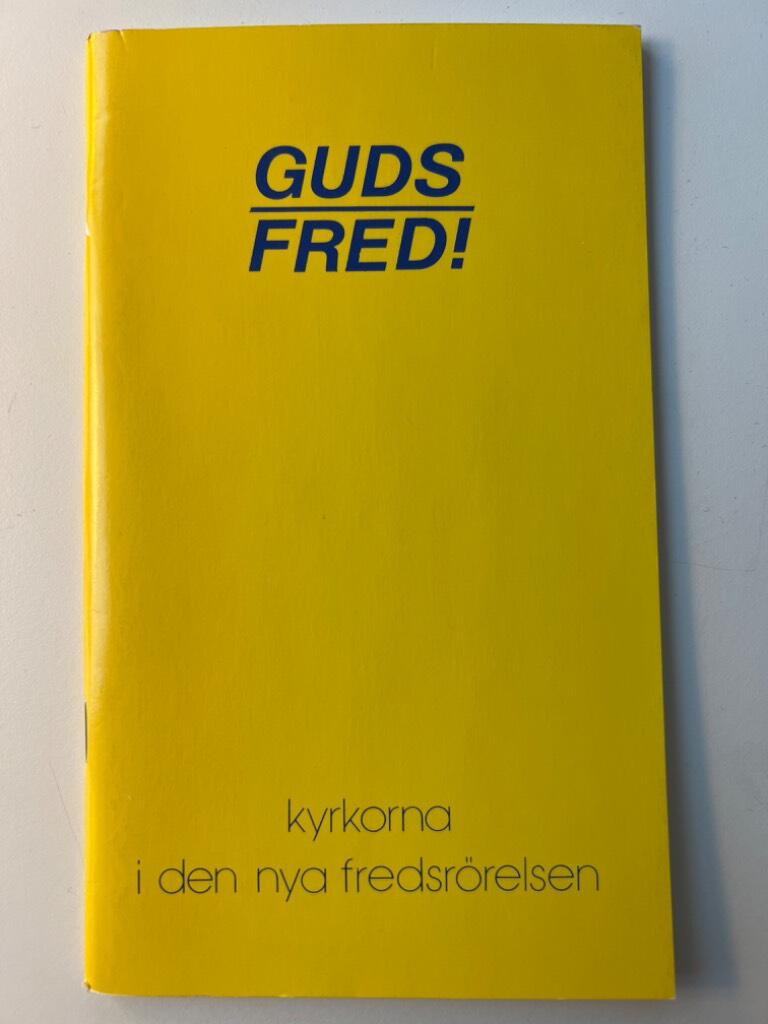 GUDS
FRED!
kyrkorna
i den nya fredsrörelsen